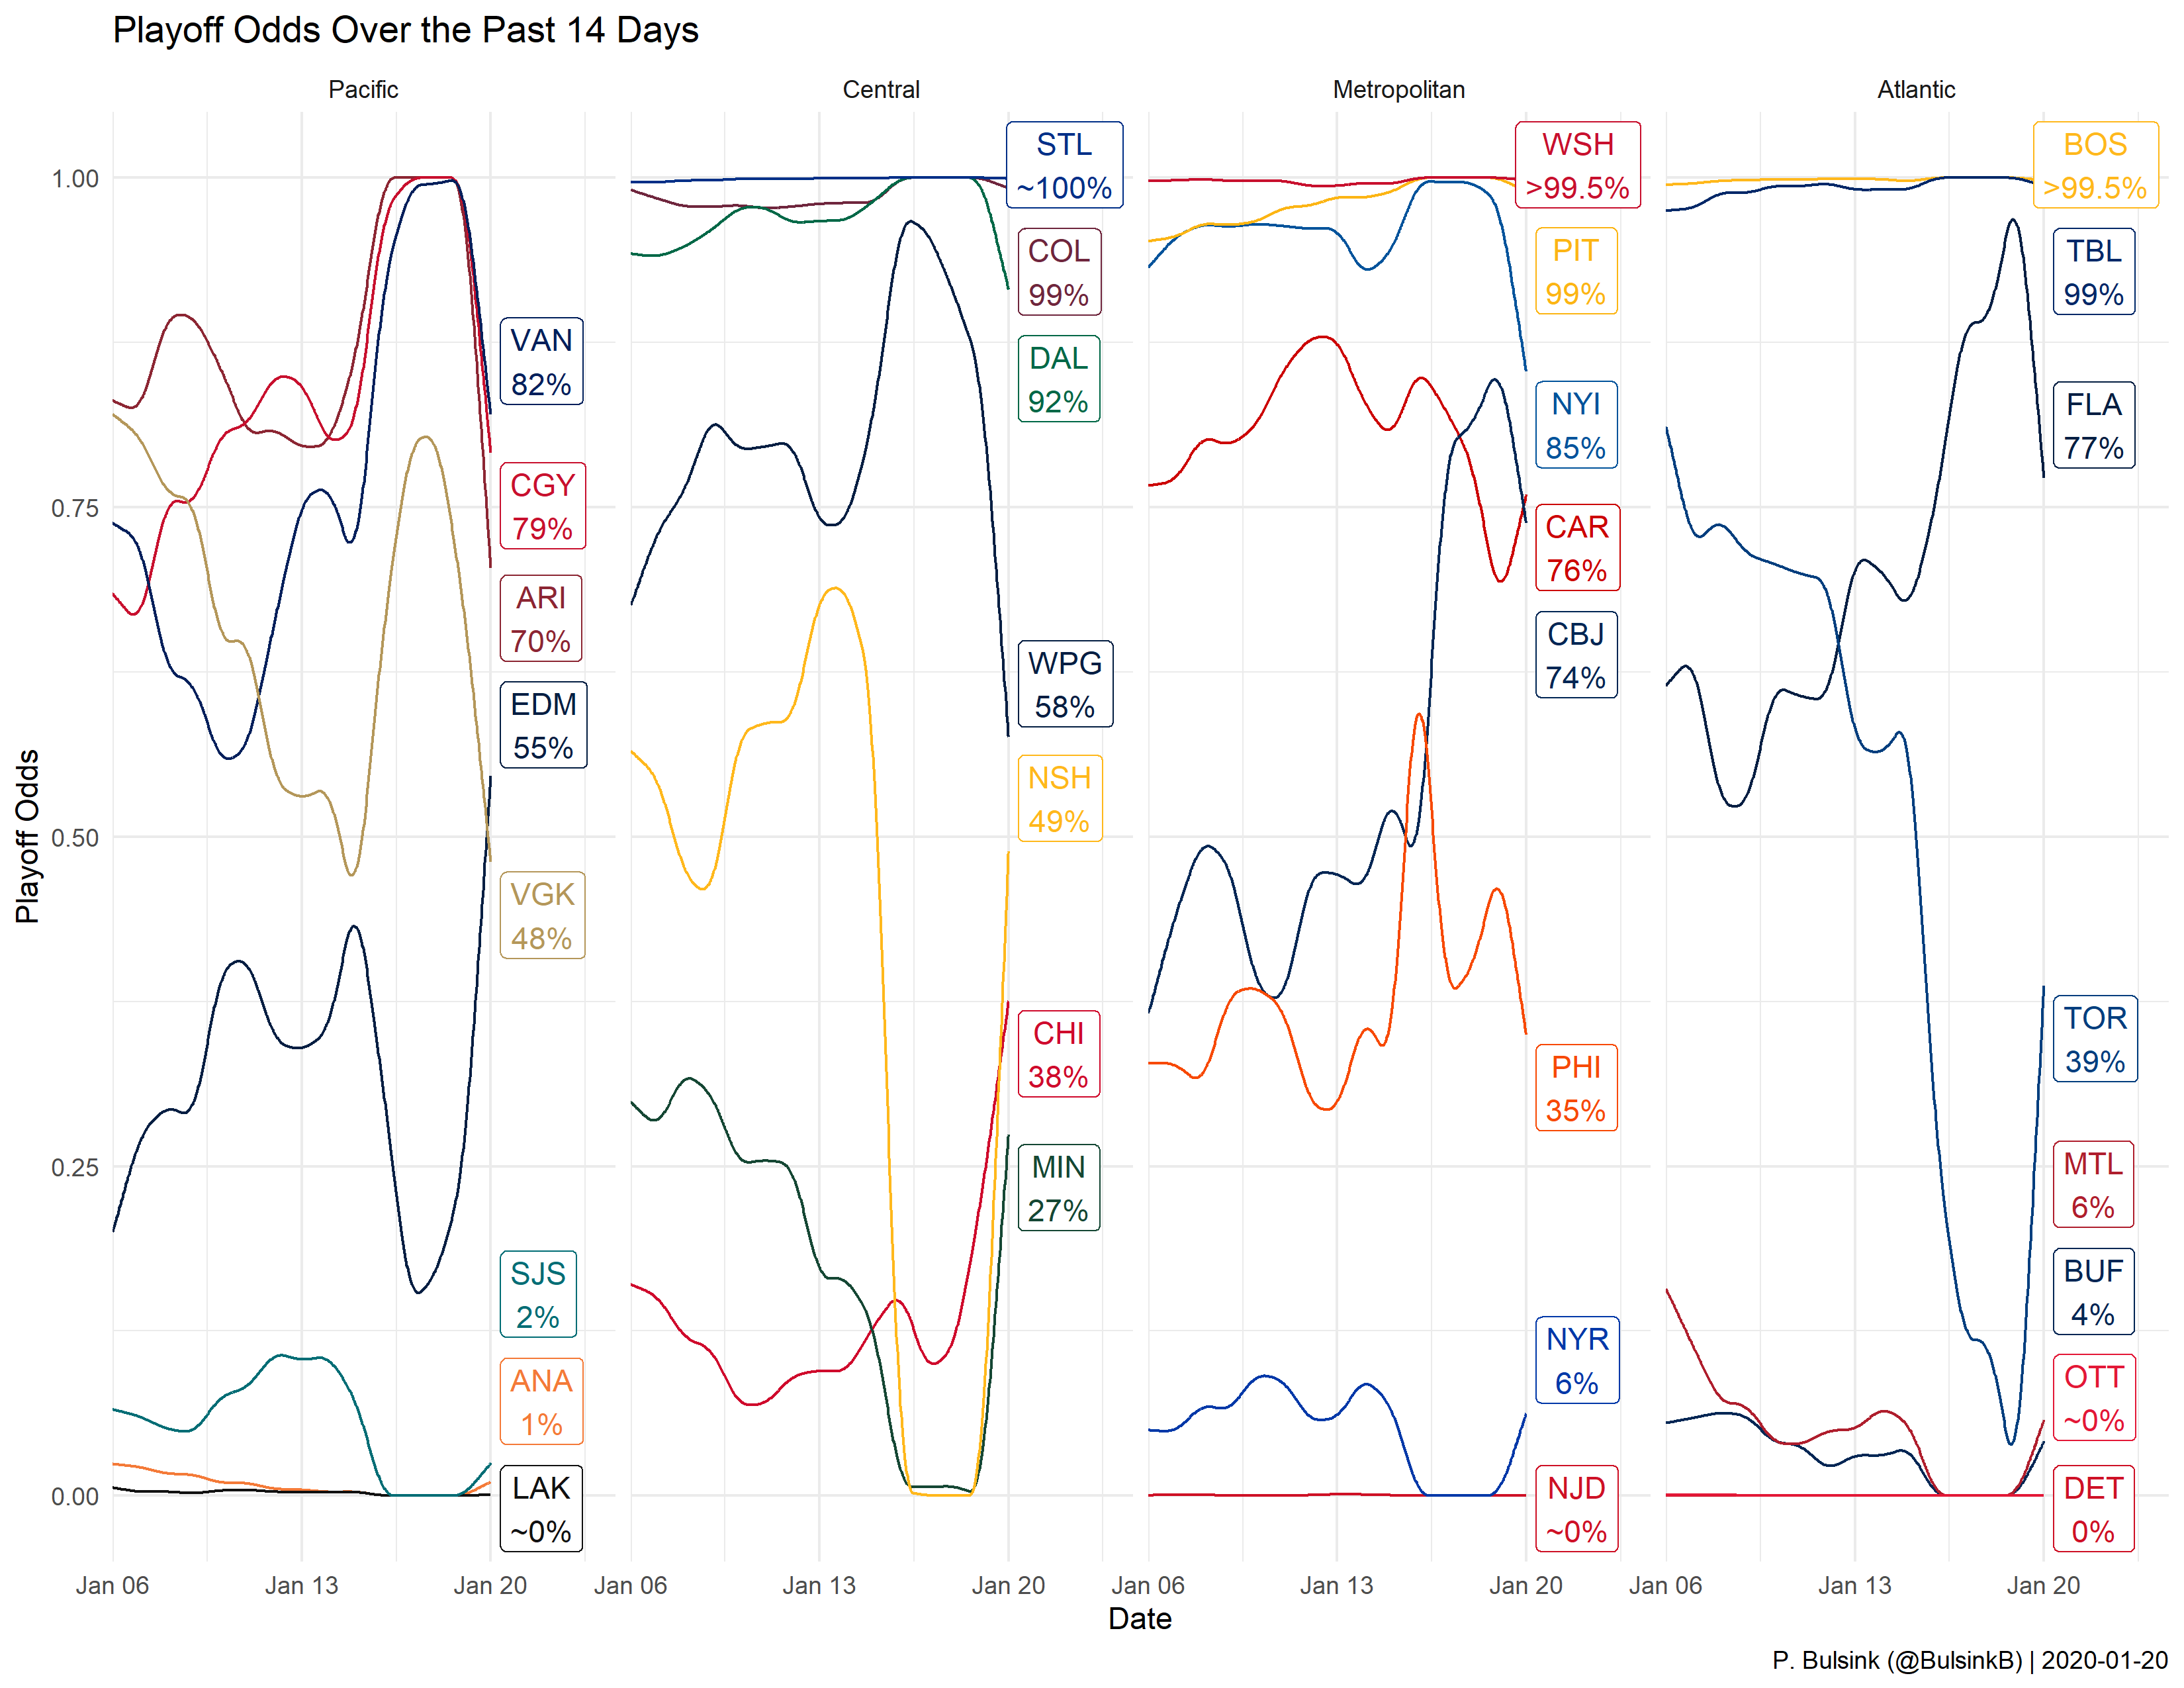 Playoff Odds Over the Past 14 Days
Pacific
Central
Metropolitan
Atlantic
Playoff Odds
1.00
0.75
0.50
0.25
0.00
VAN
82%
CGY
79%
ARI
70%
EDM
55%
VGK
48%
SJS
2%
ANA
1%
LAK
~0%
STL
~100%
COL
99%
DAL
92%
WPG
58%
NSH
49%
CHI
38%
MIN
27%
WSH
>99.5%
PIT
99%
NYI
85%
CAR
76%
CBJ
74%
PHI
35%
NYR
6%
NJD
~0%
BOS
>99.5%
TBL
99%
FLA
77%
TOR
39%
MTL
6%
BUF
4%
OTT
~0%
DET
0%
Jan 06
Jan 13
Jan 20
Jan 06
Jan 13
Jan 20
Jan 06
Jan 13
Jan 20
Jan 06
Jan 13
Jan 20
Date
P. Bulsink (@BulsinkB) | 2020-01-20